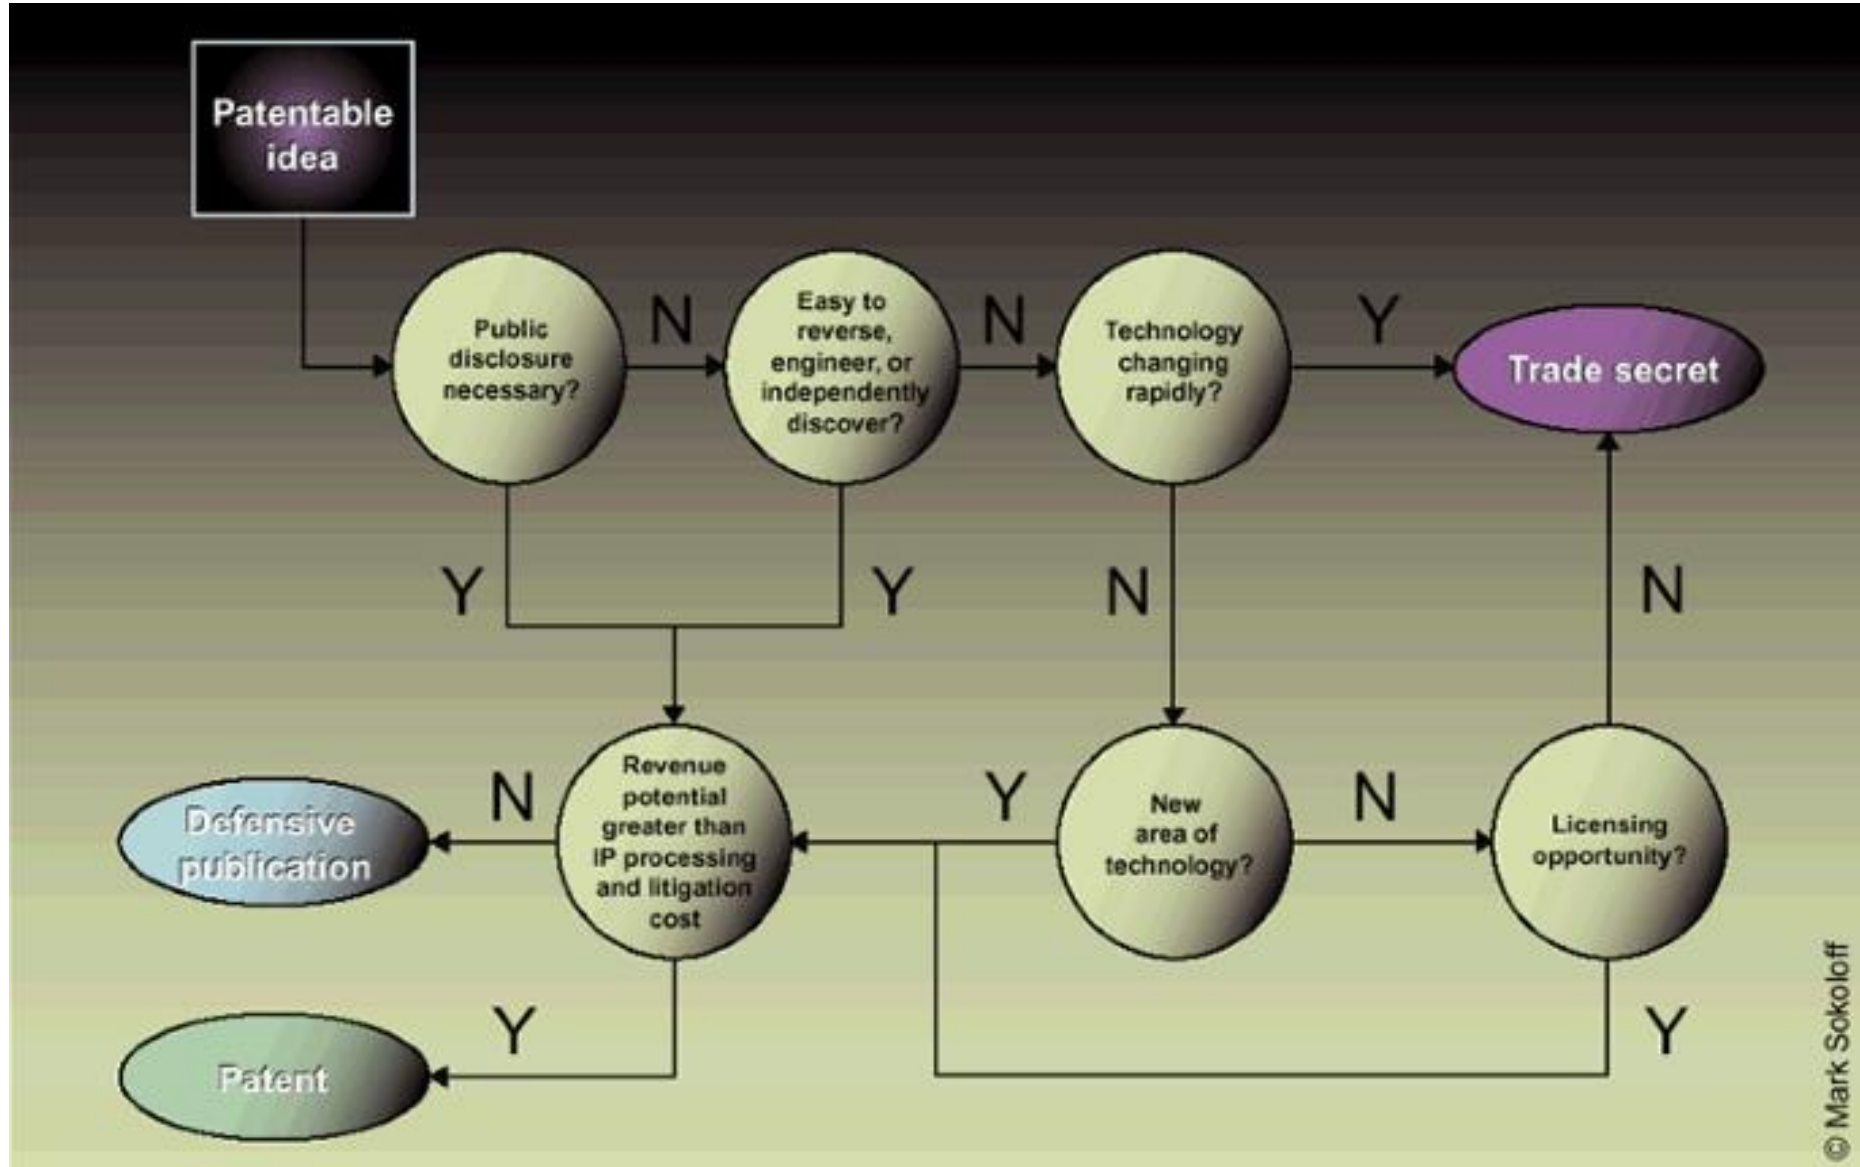 Patentable
idea
Public
disclosure
necessary?
N
Easy to
reverse,
engineer, or
independently
discover?
N
Technology
changing
rapidly?
Y
Trade secret
Y
Y
N
N
Defensive
publication
N
Revenue
potential
greater than
IP processing
and litigation
cost
Y
New
area of
technology?
N
Licensing
opportunity?
Patent
Y
Y
© Mark Sokoloff